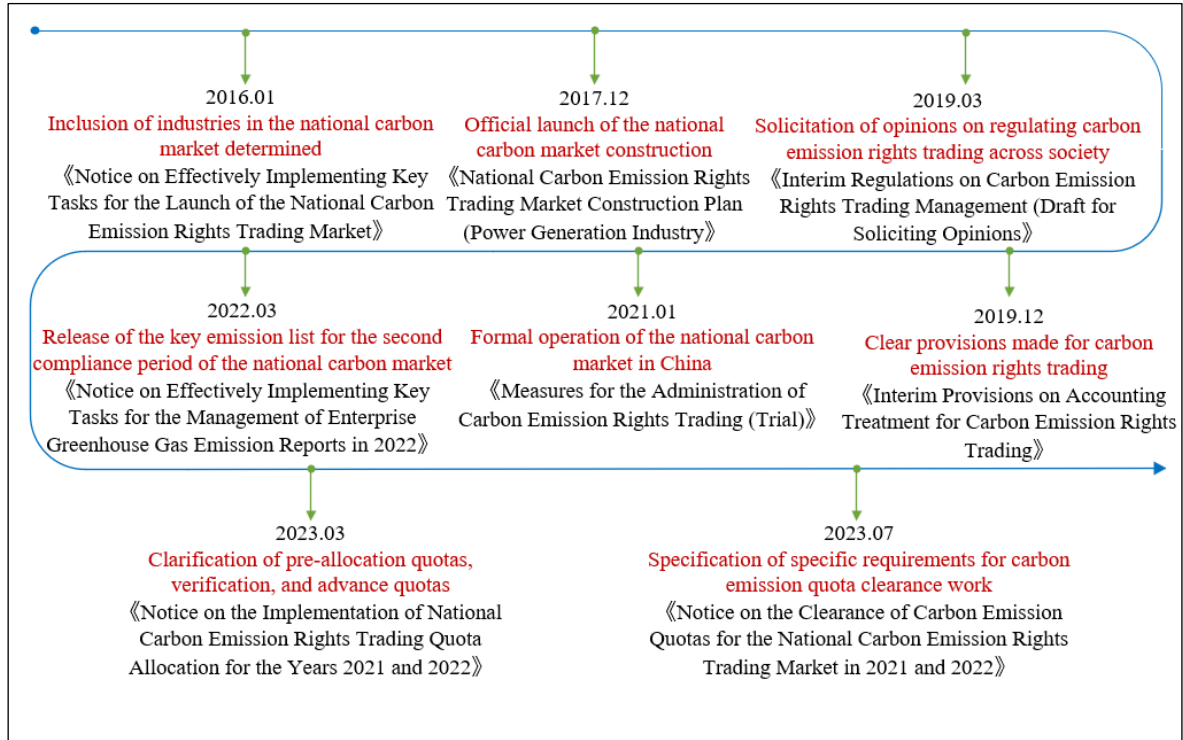 2016.01
Inclusion of industries in the national carbon
market determined
《Notice on Effectively Implementing Key
Tasks for the Launch of the National Carbon
Emission Rights Trading Market》
2017.12
Official launch of the national
carbon market construction
《National Carbon Emission Rights
Trading Market Construction Plan
(Power Generation Industry》
2019.03
Solicitation of opinions on regulating carbon
emission rights trading across society
《Interim Regulations on Carbon Emission
Rights Trading Management (Draft for
Soliciting Opinions》
2019.12
Clear provisions made for carbon
emission rights trading
《Interim Provisions on Accounting
Treatment for Carbon Emission Rights
Trading》
2021.01
Formal operation of the national carbon
market in China
《Measures for the Administration of
Carbon Emission Rights Trading (Trial)》
2022.03
Release of the key emission list for the second
compliance period of the national carbon market
《Notice on Effectively Implementing Key
Tasks for the Management of Enterprise
Greenhouse Gas Emission Reports in 2022》
2023.03
Clarification of pre-allocation quotas,
verification, and advance quotas
《Notice on the Implementation of National
Carbon Emission Rights Trading Quota
Allocation for the Years 2021 and 2022》
2023.07
Specification of specific requirements for carbon
emission quota clearance work
《Notice on the Clearance of Carbon Emission
Quotas for the National Carbon Emission Rights
Trading Market in 2021 and 2022》